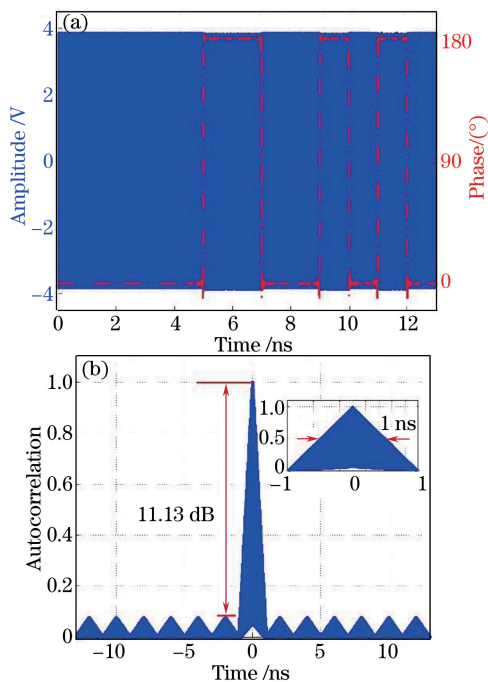 (a)
4
2
0
−2
−4
Amplitude /V
180
90
0
Phase/(°)
0 2 4 6 8 10 12
Time /ns
(b)
1.0
0.8
0.6
0.4
0.2
0
Autocorrelation
11.13 dB
1.0
0.5
0
1 ns
−1 0 1
−10 −5 0 5 10
Time /ns